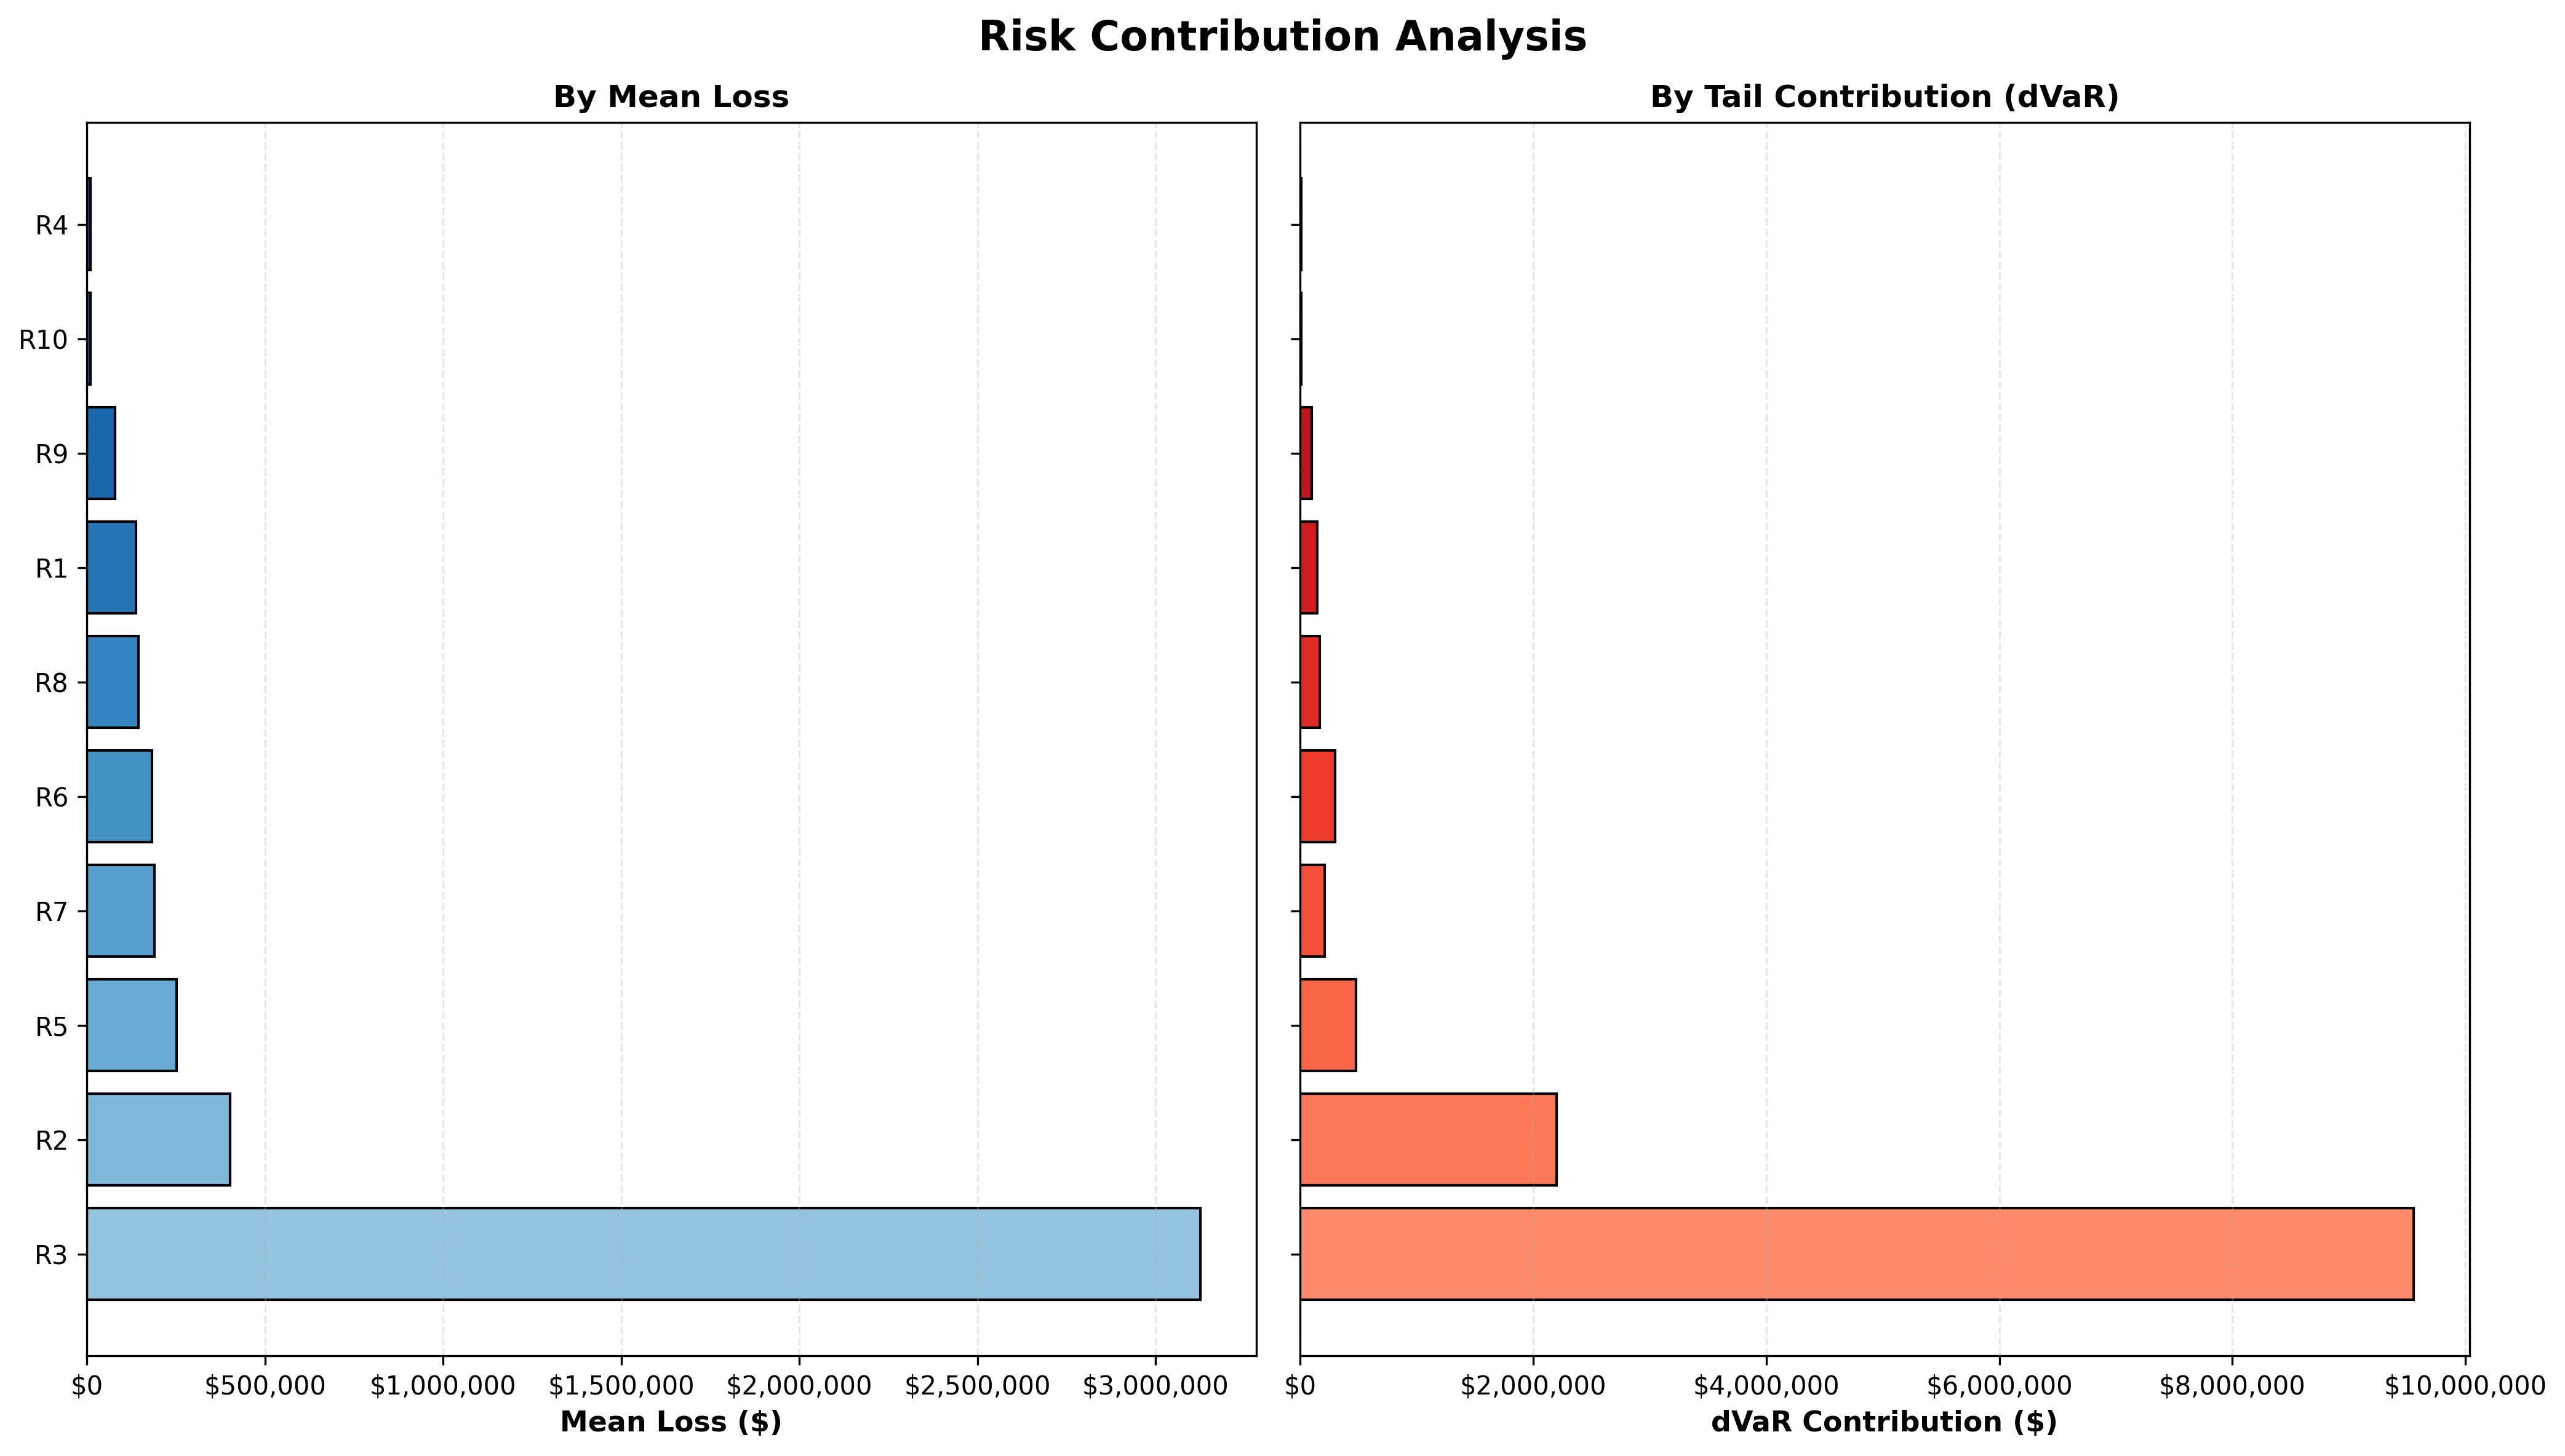 Risk Contribution Analysis
By Mean Loss
R4
R10
R9
R1
R8
R6
R7
R5
R2
R3
$0 $500,000 $1,000,000 $1,500,000 $2,000,000 $2,500,000 $3,000,000
Mean Loss ($)
By Tail Contribution (dVaR)
$0 $2,000,000 $4,000,000 $6,000,000 $8,000,000 $10,000,000
dVaR Contribution ($)